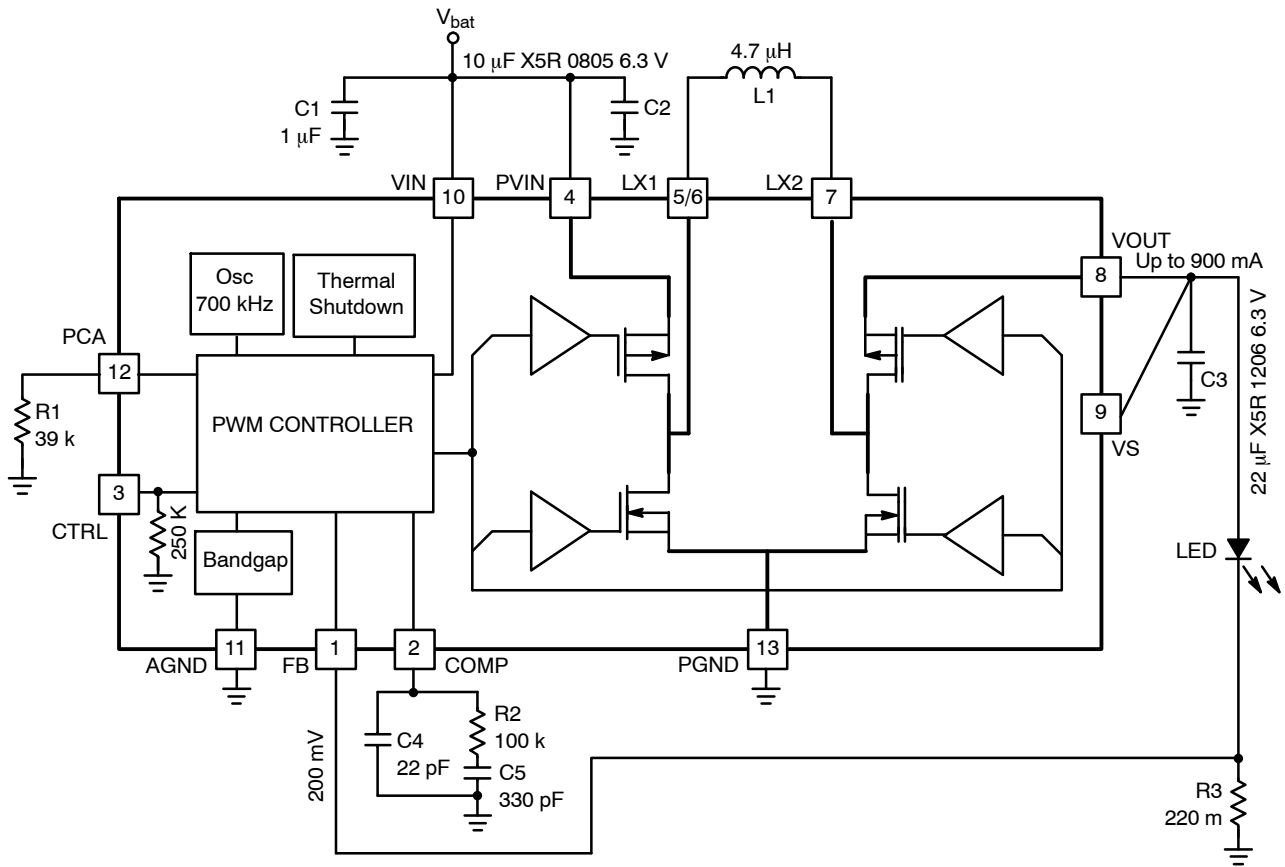 Vbat
10 μF X5R 0805 6.3 V
4.7 μH
L1
C1
1 μF
C2
VIN
10
PVIN
4
LX1
5/6
LX2
7
VOUT
8
Up to 900 mA
Osc
700 kHz
Thermal
Shutdown
PCA
12
R1
39 k
PWM CONTROLLER
C3
22 μF X5R 1206 6.3 V
9
VS
3
CTRL
250 K
Bandgap
LED
AGND
11
FB
1
2
COMP
PGND
13
200 mV
C4
22 pF
R2
100 k
C5
330 pF
R3
220 m